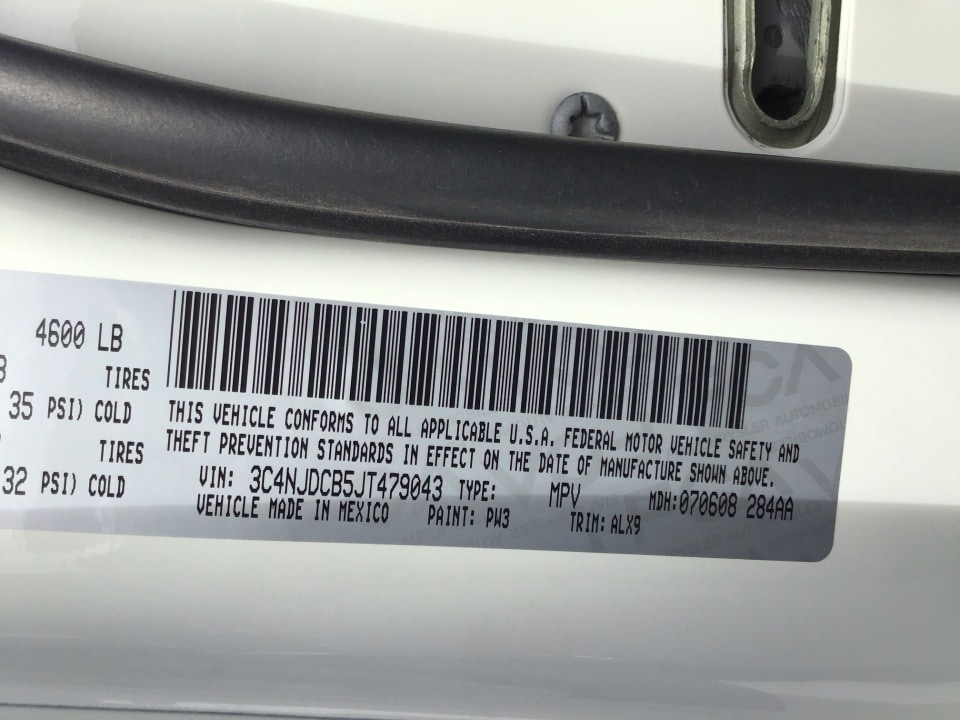 4600 LB
TIRES
35 PSI) COLD
TIRES
32 PSI) COLD
THIS VEHICLE CONFORMS TO ALL APPLICABLE U.S.A. FEDERAL MOTOR VEHICLE SAFETY AND
THEFT PREVENTION STANDARDS IN EFFECT ON THE DATE OF MANUFACTURE SHOWN ABOVE.
VIN: 3C4NJDCB5JT479043 TYPE: MPV MDH:070608 284AA
VEHICLE MADE IN MEXICO PAINT: PW3 TRIM: ALX9